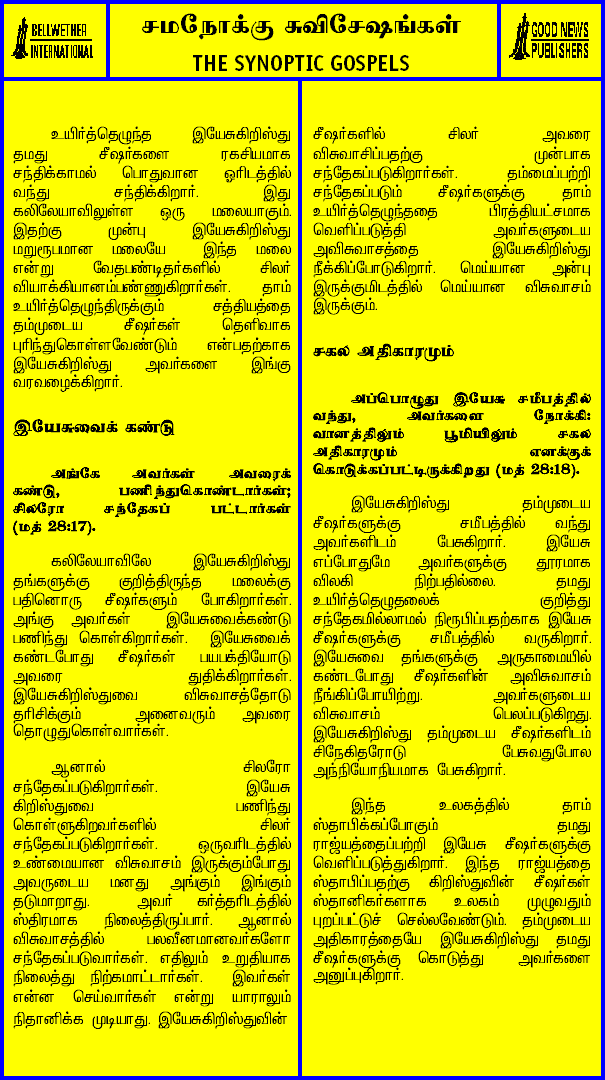 BELLWETHER
INTERNATIONAL
சமநோக்கு சுவிசேஷங்கள்
THE SYNOPTIC GOSPELS
GOOD NEWS
PUBLISHERS
உயிர்த்தெழுந்த இயேசுகிறிஸ்து
தமது சீஷர்களை ரகசியமாக
சந்திக்காமல் பொதுவான ஓரிடத்தில்
வந்து சந்திக்கிறார். இது
கலிலேயாவிலுள்ள ஒரு மலையாகும்.
இதற்கு முன்பு இயேசுகிறிஸ்து
மறுரூபமான மலையே இந்த மலை
என்று வேதபண்டிதர்களில் சிலர்
வியாக்கியானம்பண்ணுகிறார்கள். தாம்
உயிர்த்தெழுந்திருக்கும் சத்தியத்தை
தம்முடைய சீஷர்கள் தெளிவாக
புரிந்துகொள்ளவேண்டும் என்பதற்காக
இயேசுகிறிஸ்து அவர்களை இங்கு
வரவழைக்கிறார்.
இயேசுவைக் கண்டு
அங்கே அவர்கள் அவரைக்
கண்டு, பணிந்துகொண்டார்கள்;
சிலரோ சந்தேகப் பட்டார்கள்
(மத் 28:17).
கலிலேயாவிலே இயேசுகிறிஸ்து
தங்களுக்கு குறித்திருந்த மலைக்கு
பதினொரு சீஷர்களும் போகிறார்கள்.
அங்கு அவர்கள் இயேசுவைக்கண்டு
பணிந்து கொள்கிறார்கள். இயேசுவைக்
கண்டபோது சீஷர்கள் பயபக்தியோடு
அவரை துதிக்கிறார்கள்.
இயேசுகிறிஸ்துவை விசுவாசத்தோடு
தரிசிக்கும் அனைவரும் அவரை
தொழுதுகொள்வார்கள்.
ஆனால் சிலரோ
சந்தேகப்படுகிறார்கள். இயேசு
கிறிஸ்துவை பணிந்து
கொள்ளுகிறவர்களில் சிலர்
சந்தேகப்படுகிறார்கள். ஒருவரிடத்தில்
உண்மையான விசுவாசம் இருக்கும்போது
அவருடைய மனது அங்கும் இங்கும்
தடுமாறாது. அவர் கர்த்தரிடத்தில்
ஸ்திரமாக நிலைத்திருப்பார். ஆனால்
விசுவாசத்தில் பலவீனமானவர்களோ
சந்தேகப்படுவார்கள். எதிலும் உறுதியாக
நிலைத்து நிற்கமாட்டார்கள். இவர்கள்
என்ன செய்வார்கள் என்று யாராலும்
நிதானிக்க முடியாது. இயேசுகிறிஸ்துவின்
சீஷர்களில் சிலர் அவரை
விசுவாசிப்பதற்கு முன்பாக
சந்தேகப்படுகிறார்கள். தம்மைப்பற்றி
சந்தேகப்படும் சீஷர்களுக்கு தாம்
உயிர்த்தெழுந்ததை பிரத்தியட்சமாக
வெளிப்படுத்தி அவர்களுடைய
அவிசுவாசத்தை இயேசுகிறிஸ்து
நீக்கிப்போடுகிறார். மெய்யான அன்பு
இருக்குமிடத்தில் மெய்யான விசுவாசம்
இருக்கும்.
சகல அதிகாரமும்
அப்பொழுது இயேசு சமீபத்தில்
வந்து, அவர்களை நோக்கி:
வானத்திலும் பூமியிலும் சகல
அதிகாரமும் எனக்குக்
கொடுக்கப்பட்டிருக்கிறது (மத் 28:18).
இயேசுகிறிஸ்து தம்முடைய
சீஷர்களுக்கு சமீபத்தில் வந்து
அவர்களிடம் பேசுகிறார். இயேசு
எப்போதுமே அவர்களுக்கு தூரமாக
விலகி நிற்பதில்லை. தமது
உயிர்த்தெழுதலைக் குறித்து
சந்தேகமில்லாமல் நிரூபிப்பதற்காக இயேசு
சீஷர்களுக்கு சமீபத்தில் வருகிறார்.
இயேசுவை தங்களுக்கு அருகாமையில்
கண்டபோது சீஷர்களின் அவிசுவாசம்
நீங்கிப்போயிற்று. அவர்களுடைய
விசுவாசம் பெலப்படுகிறது.
இயேசுகிறிஸ்து தம்முடைய சீஷர்களிடம்
சிநேகிதரோடு பேசுவதுபோல
அந்நியோநியமாக பேசுகிறார்.
இந்த உலகத்தில் தாம்
ஸ்தாபிக்கப்போகும் தமது
ராஜ்யத்தைப்பற்றி இயேசு சீஷர்களுக்கு
வெளிப்படுத்துகிறார். இந்த ராஜ்யத்தை
ஸ்தாபிப்பதற்கு கிறிஸ்துவின் சீஷர்கள்
ஸ்தானிகர்களாக உலகம் முழுவதும்
புறப்பட்டுச் செல்லவேண்டும். தம்முடைய
அதிகாரத்தையே இயேசுகிறிஸ்து தமது
சீஷர்களுக்கு கொடுத்து அவர்களை
அனுப்புகிறார்.